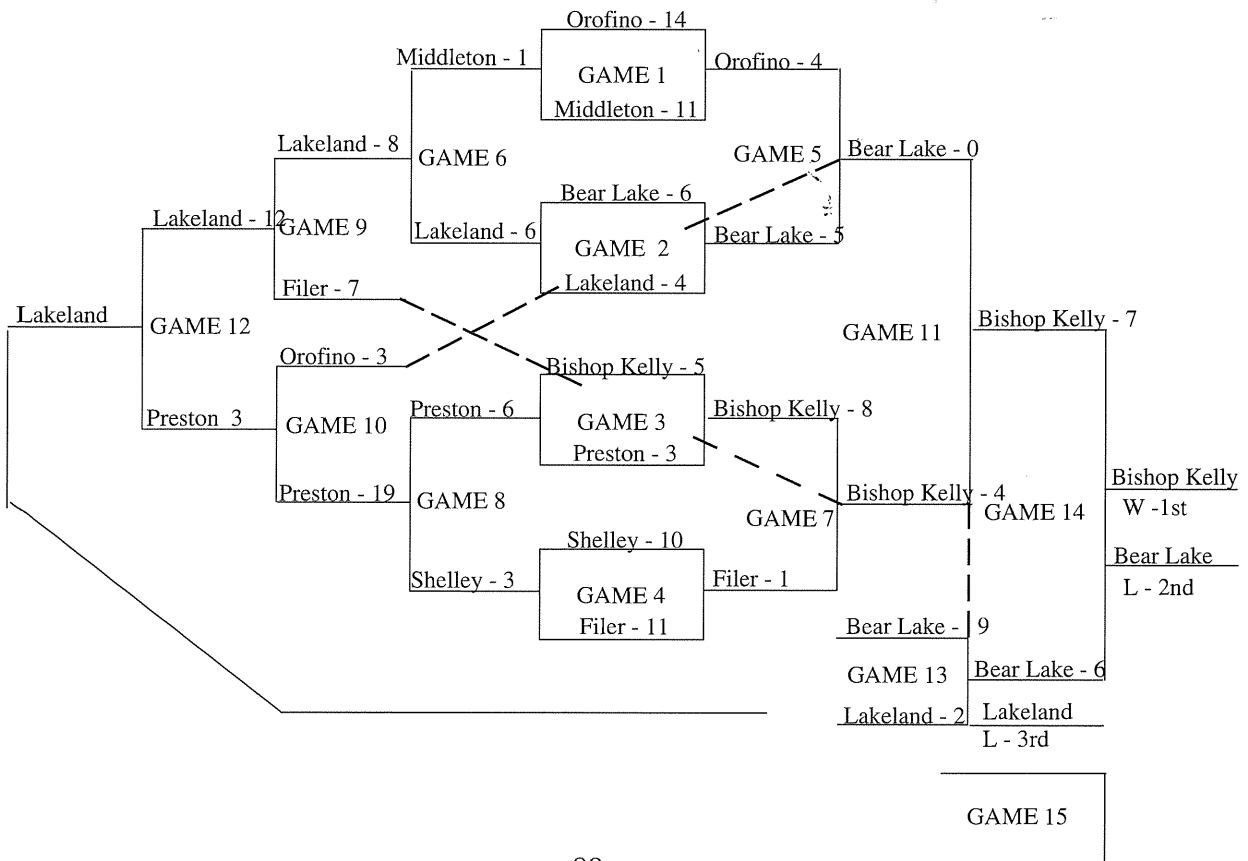 Orofino - 14
Middleton - 1
GAME 1
Orofino - 4
Middleton - 11
Lakeland - 8
GAME 6
GAME 5
Bear Lake - 0
Bear Lake - 6
Lakeland - 12
GAME 9
Lakeland - 6
GAME 2
Bear Lake - 5
Filer - 7
Lakeland - 4
Lakeland
GAME 12
GAME 11
Bishop Kelly - 7
Orofino - 3
Bishop Kelly - 5
Preston 3
GAME 10
Preston - 6
GAME 3
Bishop Kelly - 8
Preston - 3
Preston - 19
GAME 8
Bishop Kelly - 4
GAME 7
GAME 14
Bishop Kelly
W -1st
Shelley - 10
Bear Lake
L - 2nd
Shelley - 3
GAME 4
Filer - 1
Filer - 11
Bear Lake - 9
GAME 13
Bear Lake - 6
Lakeland - 2
Lakeland
L - 3rd
GAME 15